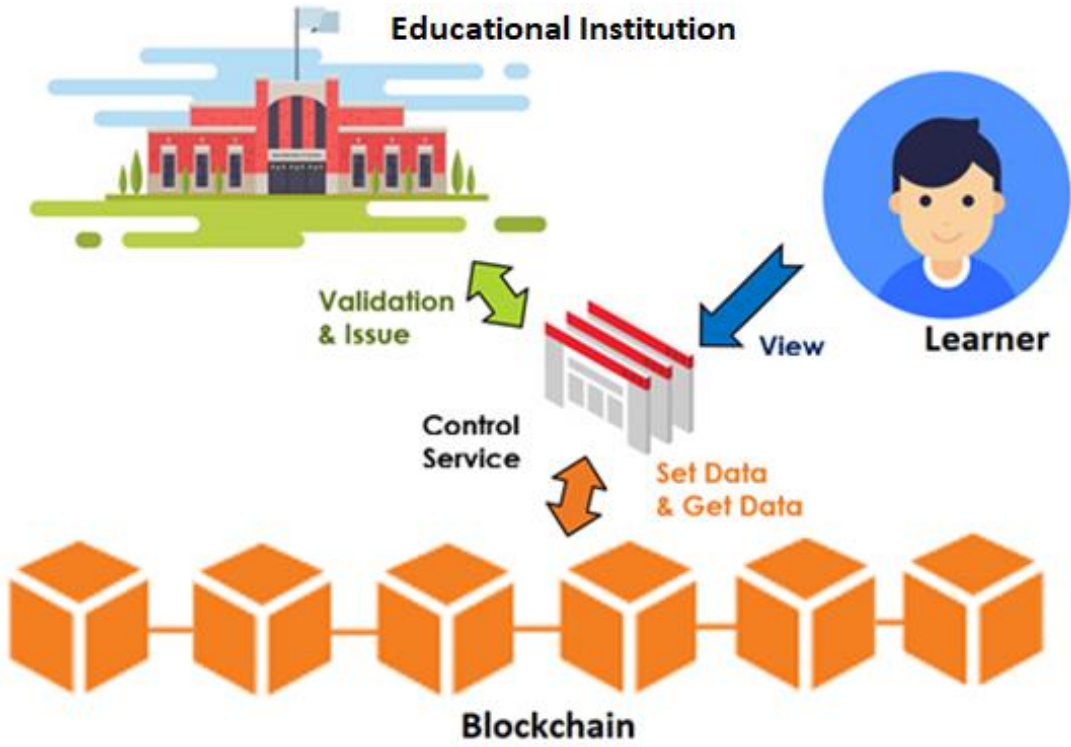 Educational Institution
Validation
& Issue
View
Learner
Control
Service
Set Data
& Get Data
Blockchain